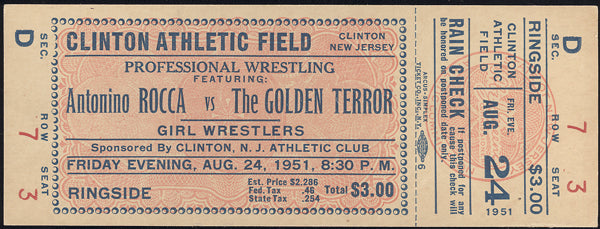 D
SEC.
7
ROW
3
SEAT
CLINTON ATHLETIC FIELD
CLINTON
NEW JERSEY
PROFESSIONAL WRESTLING
FEATURING:
Antonino ROCCA vs The GOLDEN TERROR
GIRL WRESTLERS
Sponsored By CLINTON, N. J. ATHLETIC CLUB
FRIDAY EVENING, AUG. 24, 1951, 8:30 P. M.
RINGSIDE
Est. Price $2.286
Fed. Tax .46
State Tax .254
Total $3.00
ARCUS-SIMPLEX
6
RAIN CHECK
If postponed for any
cause this check will
be honored on postponed date only.
CLINTON
ATHLETIC
FIELD
FRI. EVE.
AUG.
24
1951
RINGSIDE
$3.00
D
SEC.
7
ROW
3
SEAT